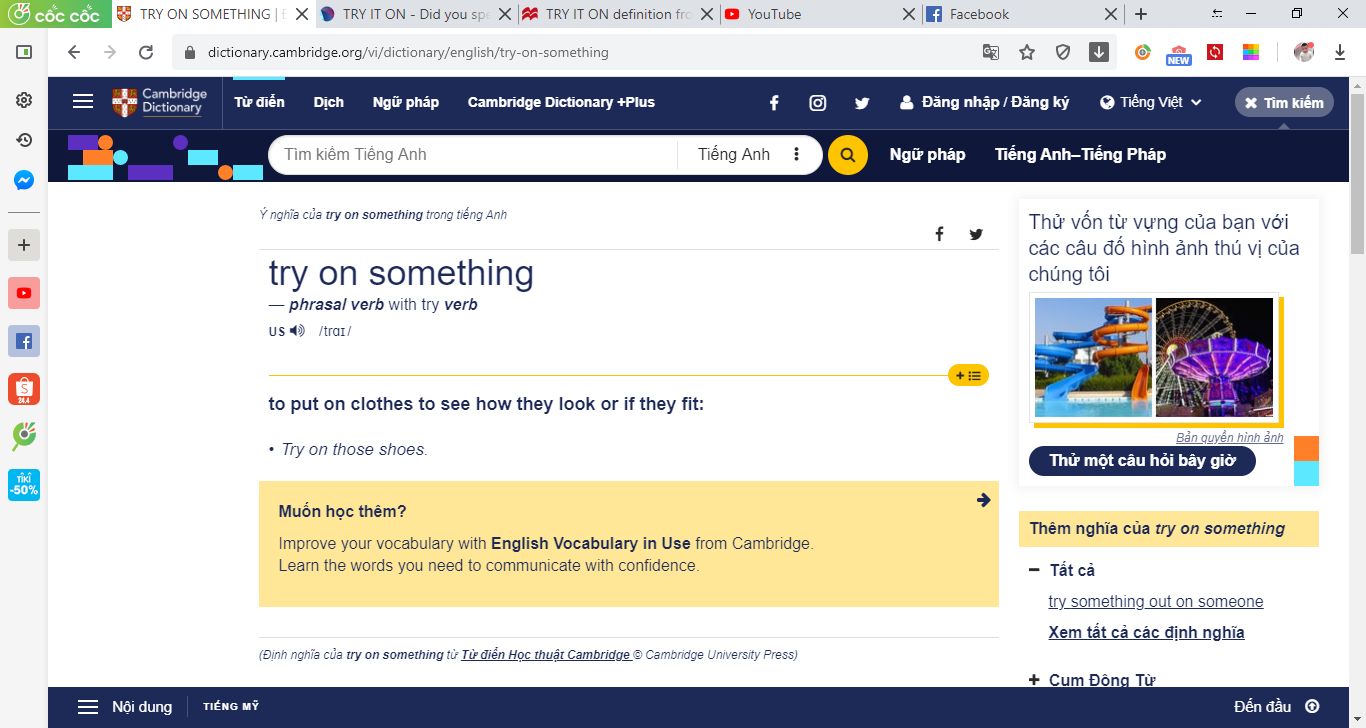 cốc cốc
TRY ON SOMETHING |
TRY IT ON - Did you spe
TRY IT ON definition fro
YouTube
Facebook
dictionary.cambridge.org/vi/dictionary/english/try-on-something
NEW
Cambridge
Dictionary
Từ điển
Dịch
Ngữ pháp
Cambridge Dictionary +Plus
Đăng nhập / Đăng ký
Tiếng Việt
Tìm kiếm
Tìm kiếm Tiếng Anh
Tiếng Anh
Ngữ pháp
Tiếng Anh–Tiếng Pháp
24.4
TIKI
-50%
Ý nghĩa của try on something trong tiếng Anh
try on something
— phrasal verb with try verb
US /traɪ/
to put on clothes to see how they look or if they fit:
• Try on those shoes.
Muốn học thêm?
Improve your vocabulary with English Vocabulary in Use from Cambridge.
Learn the words you need to communicate with confidence.
(Định nghĩa của try on something từ Từ điển Học thuật Cambridge © Cambridge University Press)
Thử vốn từ vựng của bạn với
các câu đố hình ảnh thú vị của
chúng tôi
Bản quyền hình ảnh
Thử một câu hỏi bây giờ
Thêm nghĩa của try on something
Tất cả
try something out on someone
Xem tất cả các định nghĩa
Cụm Động Từ
Nội dung
TIẾNG MỸ
Đến đầu